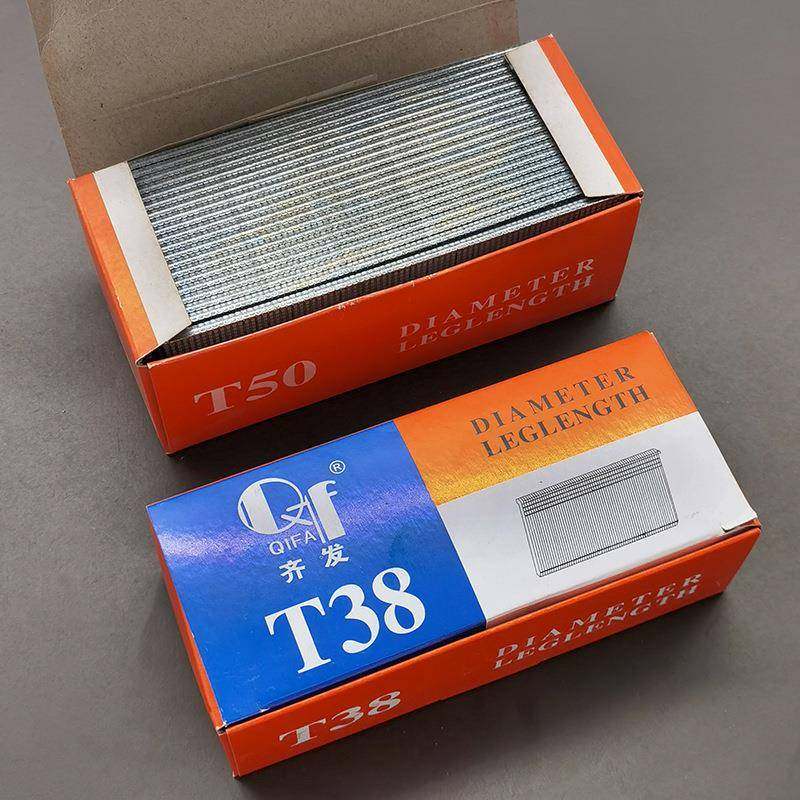 T50
DIAMETER
LEGLENGTH
Qf®
QIFA
齐发
T38
DIAMETER
LEGLENGTH
T38
DIAMETER
LEGLENGTH